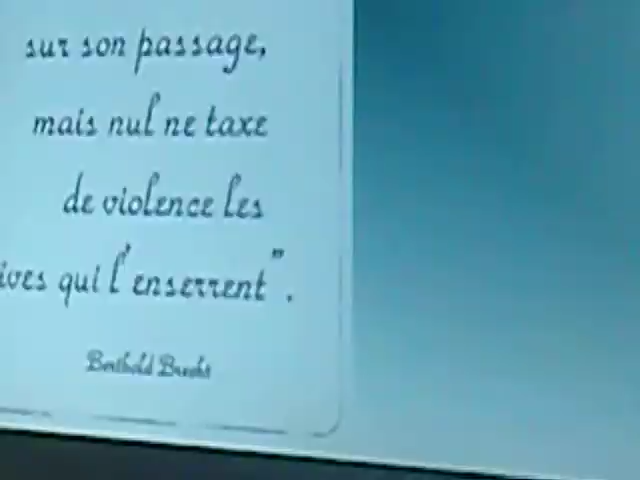 sur son passage,
mais nul ne taxe
de violence les
ives qui l'enserrent".
Berthold Brecht